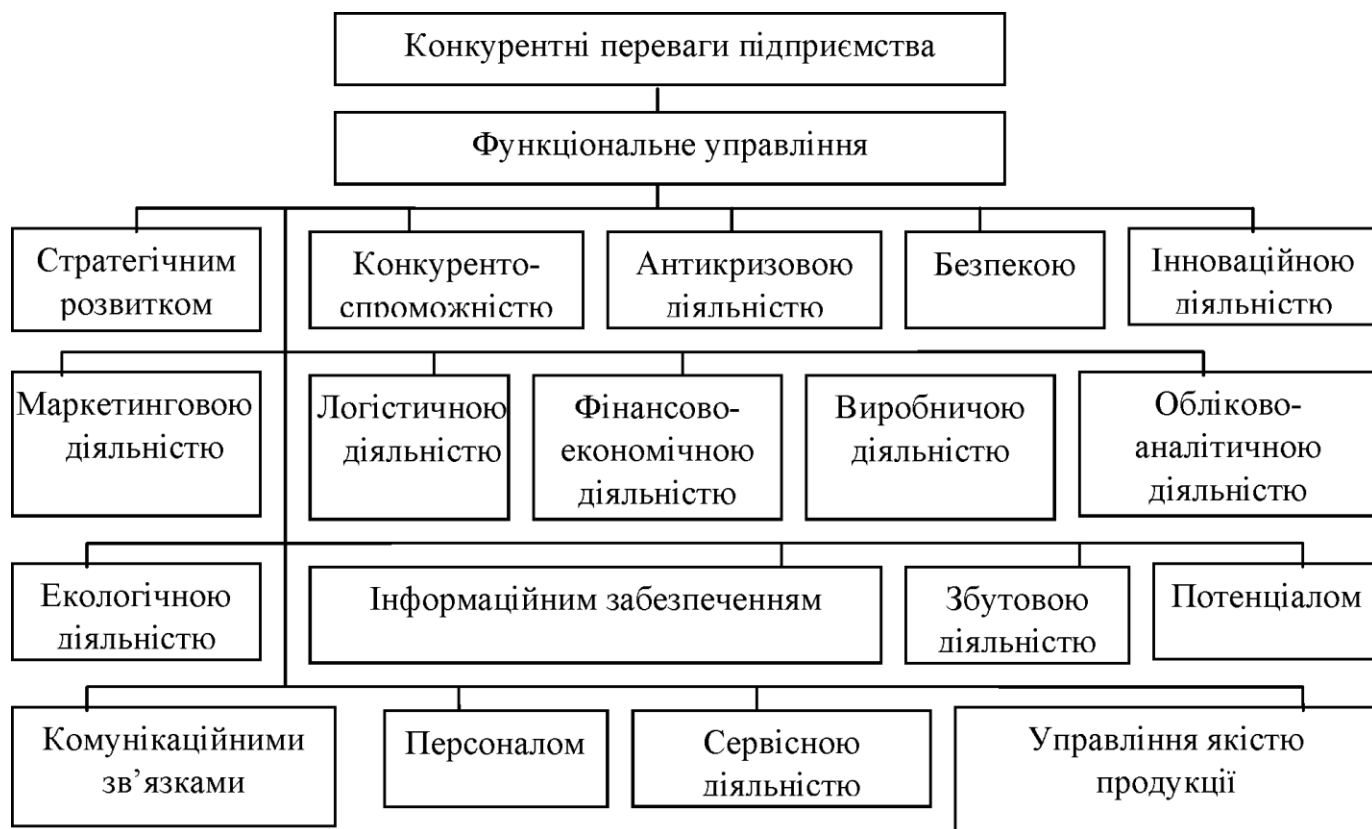 Конкурентні переваги підприємства
Функціональне управління
Стратегічним
розвитком
Конкуренто-
спроможністю
Антикризовою
діяльністю
Безпекою
Інноваційною
діяльністю
Маркетинговою
діяльністю
Логістичною
діяльністю
Фінансово-
економічною
діяльністю
Виробничою
діяльністю
Обліково-
аналітичною
діяльністю
Екологічною
діяльністю
Інформаційним забезпеченням
Збутовою
діяльністю
Потенціалом
Комунікаційними
зв’язками
Персоналом
Сервісною
діяльністю
Управління якістю
продукції